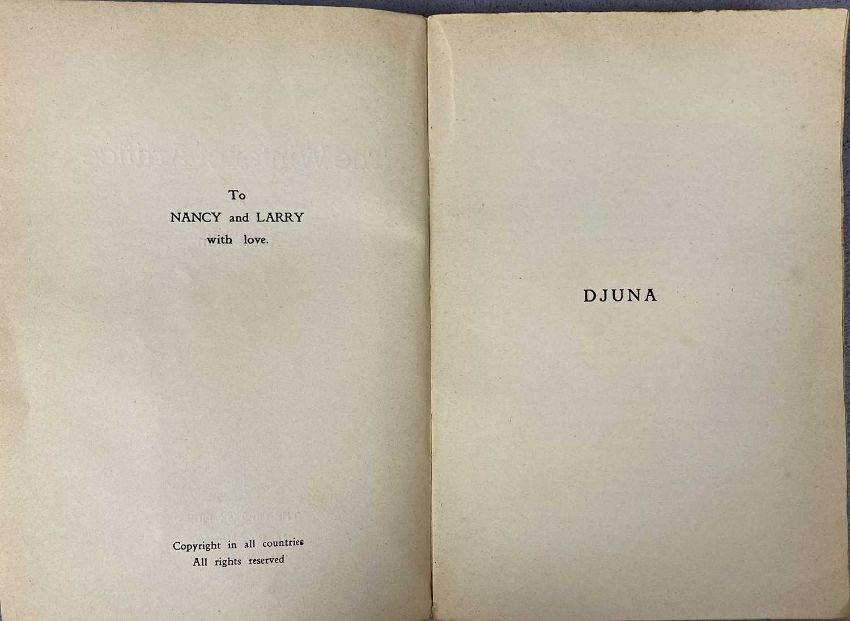 To
NANCY and LARRY
with love.
Copyright in all countries
All rights reserved
DJUNA